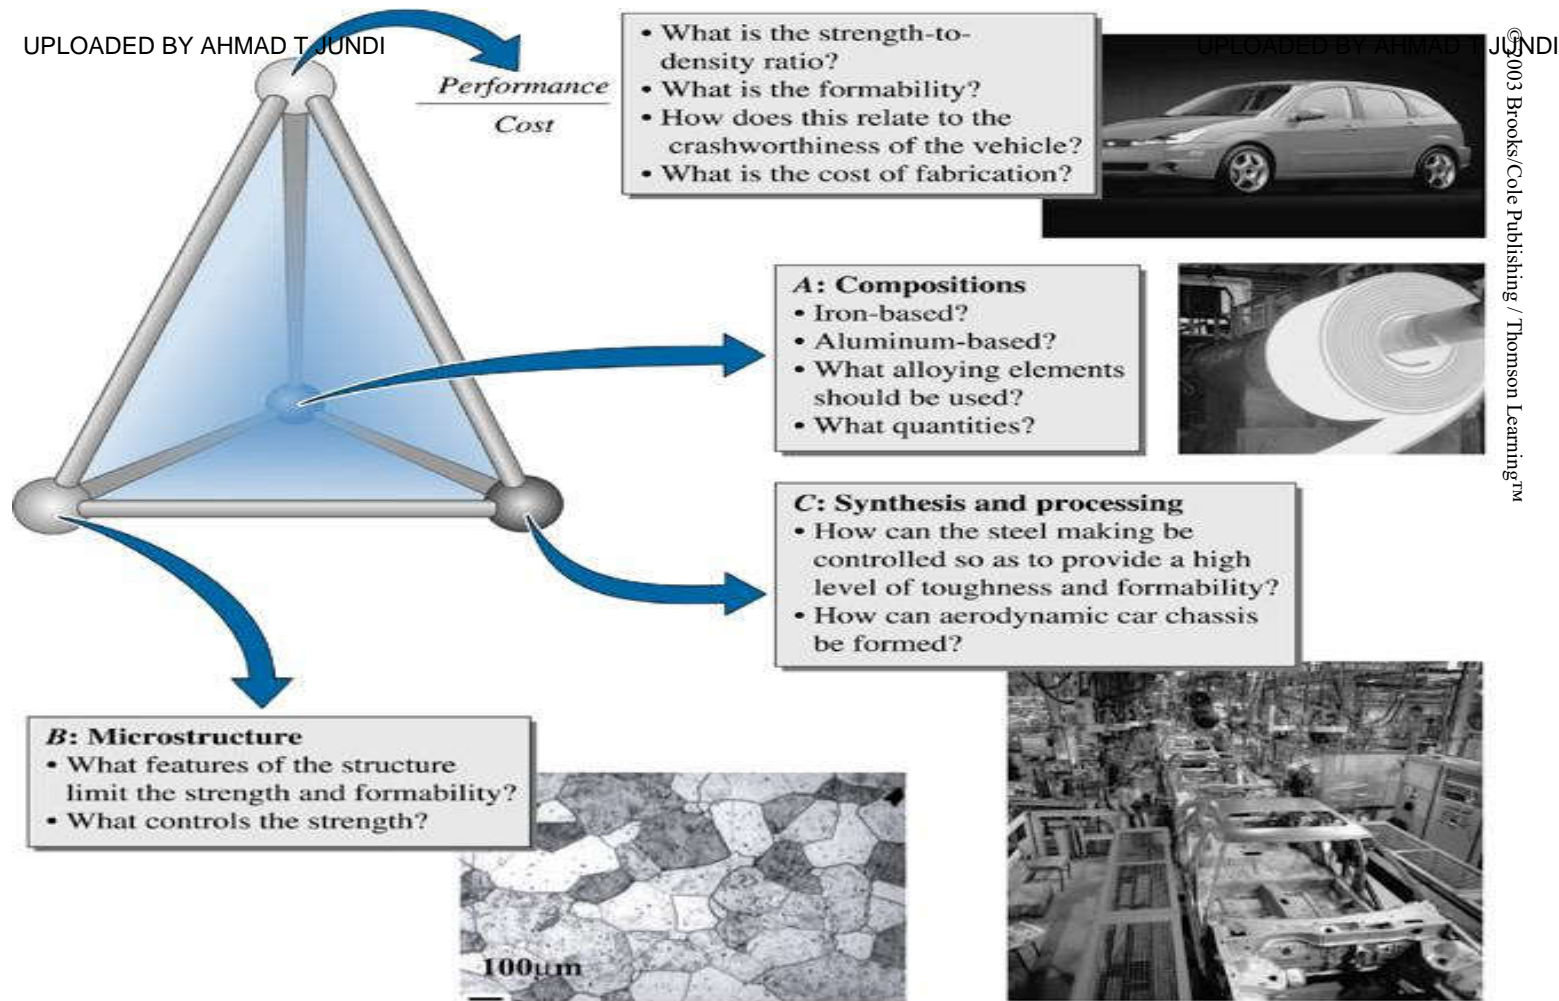 UPLOADED BY AHMAD T JUNDI
UPLOADED BY AHMAD T JUNDI
Performance
Cost
• What is the strength-to-
density ratio?
• What is the formability?
• How does this relate to the
crashworthiness of the vehicle?
• What is the cost of fabrication?
A: Compositions
• Iron-based?
• Aluminum-based?
• What alloying elements
should be used?
• What quantities?
C: Synthesis and processing
• How can the steel making be
controlled so as to provide a high
level of toughness and formability?
• How can aerodynamic car chassis
be formed?
B: Microstructure
• What features of the structure
limit the strength and formability?
• What controls the strength?
100µm
©2003 Brooks/Cole Publishing / Thomson Learning™